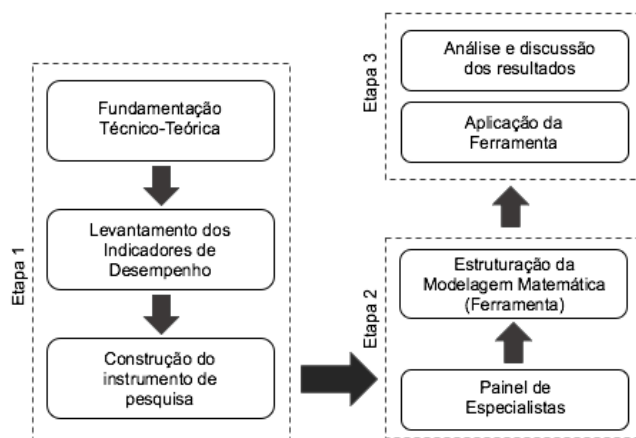 Etapa 1
Fundamentação
Técnico-Teórica
Levantamento dos
Indicadores de
Desempenho
Construção do
instrumento de
pesquisa
Etapa 2
Estruturação da
Modelagem Matemática
(Ferramenta)
Painel de
Especialistas
Etapa 3
Análise e discussão
dos resultados
Aplicação da
Ferramenta